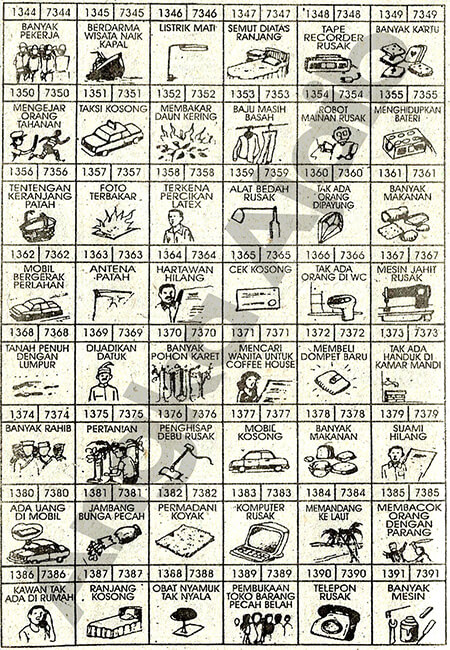 1344 7344
BANYAK
PEKERJA
1345 7345
BERDARMA
WISATA NAIK
KAPAL
1346 7346
LISTRIK MATI
1347 7347
SEMUT DIATAS
RANJANG
1348 7348
TAPE
RECORDER
RUSAK
1349 7349
BANYAK KARTU
1350 7350
MENGEJAR
ORANG
TAHANAN
1351 7351
TAKSI KOSONG
1352 7352
MEMBAKAR
DAUN KERING
1353 7353
BAJU MASIH
BASAH
1354 7354
ROBOT
MAINAN RUSAK
1355 7355
MENGHIDUPKAN
BATERI
1356 7356
TENTENGAN
KERANJANG
PATAH
1357 7357
FOTO
TERBAKAR
1358 7358
TERKENA
PERCIKAN
LATEX
1359 7359
ALAT BEDAH
RUSAK
1360 7360
TAK ADA
ORANG
DIPAYUNG
1361 7361
BANYAK
MAKANAN
1362 7362
MOBIL
BERGERAK
PERLAHAN
1363 7363
ANTENA
PATAH
1364 7364
HARTAWAN
HILANG
1365 7365
CEK KOSONG
1366 7366
TAK ADA
ORANG DI WC
1367 7367
MESIN JAHIT
RUSAK
1368 7368
TANAH PENUH
DENGAN
LUMPUR
1369 7369
DIJADIKAN
DATUK
1370 7370
BANYAK
POHON KARET
1371 7371
MENCARI
WANITA UNTUK
COFFEE HOUSE
1372 7372
MEMBELI
DOMPET BARU
1373 7373
TAK ADA
HANDUK DI
KAMAR MANDI
1374 7374
BANYAK RAHIB
1375 7375
PERTANIAN
1376 7376
PENGHISAP
DEBU RUSAK
1377 7377
MOBIL
KOSONG
1378 7378
BANYAK
MAKANAN
1379 7379
SUAMI
HILANG
1380 7380
ADA UANG
DI MOBIL
1381 7381
JAMBANG
BUNGA PECAH
1382 7382
PERMADANI
KOYAK
1383 7383
KOMPUTER
RUSAK
1384 7384
MEMANDANG
KE LAUT
1385 7385
MEMBACOK
ORANG
DENGAN
PARANG
1386 7386
KAWAN TAK
ADA DI RUMAH
1387 7387
RANJANG
KOSONG
1388 7388
OBAT NYAMUK
TAK NYALA
1389 7389
PEMBUKAAN
TOKO BARANG
PECAH BELAH
1390 7390
TELEPON
RUSAK
1391 7391
BANYAK
MESIN